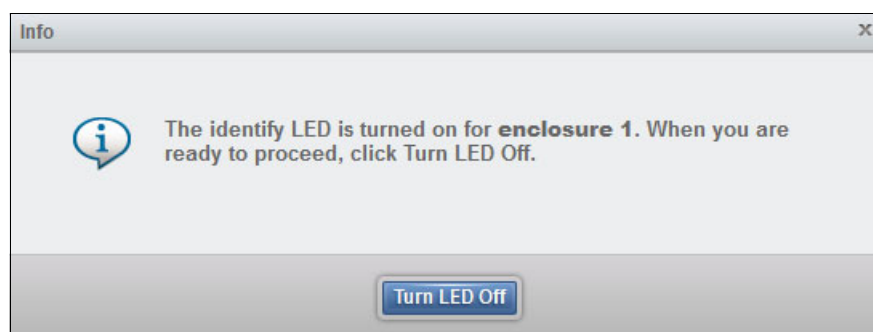 Info x
The identify LED is turned on for enclosure 1. When you are
ready to proceed, click Turn LED Off.
Turn LED Off